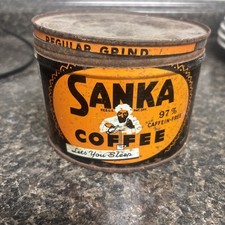 REGULAR GRIND
SANKA
97%
CAFFEIN-FREE
COFFEE
Lets You Sleep